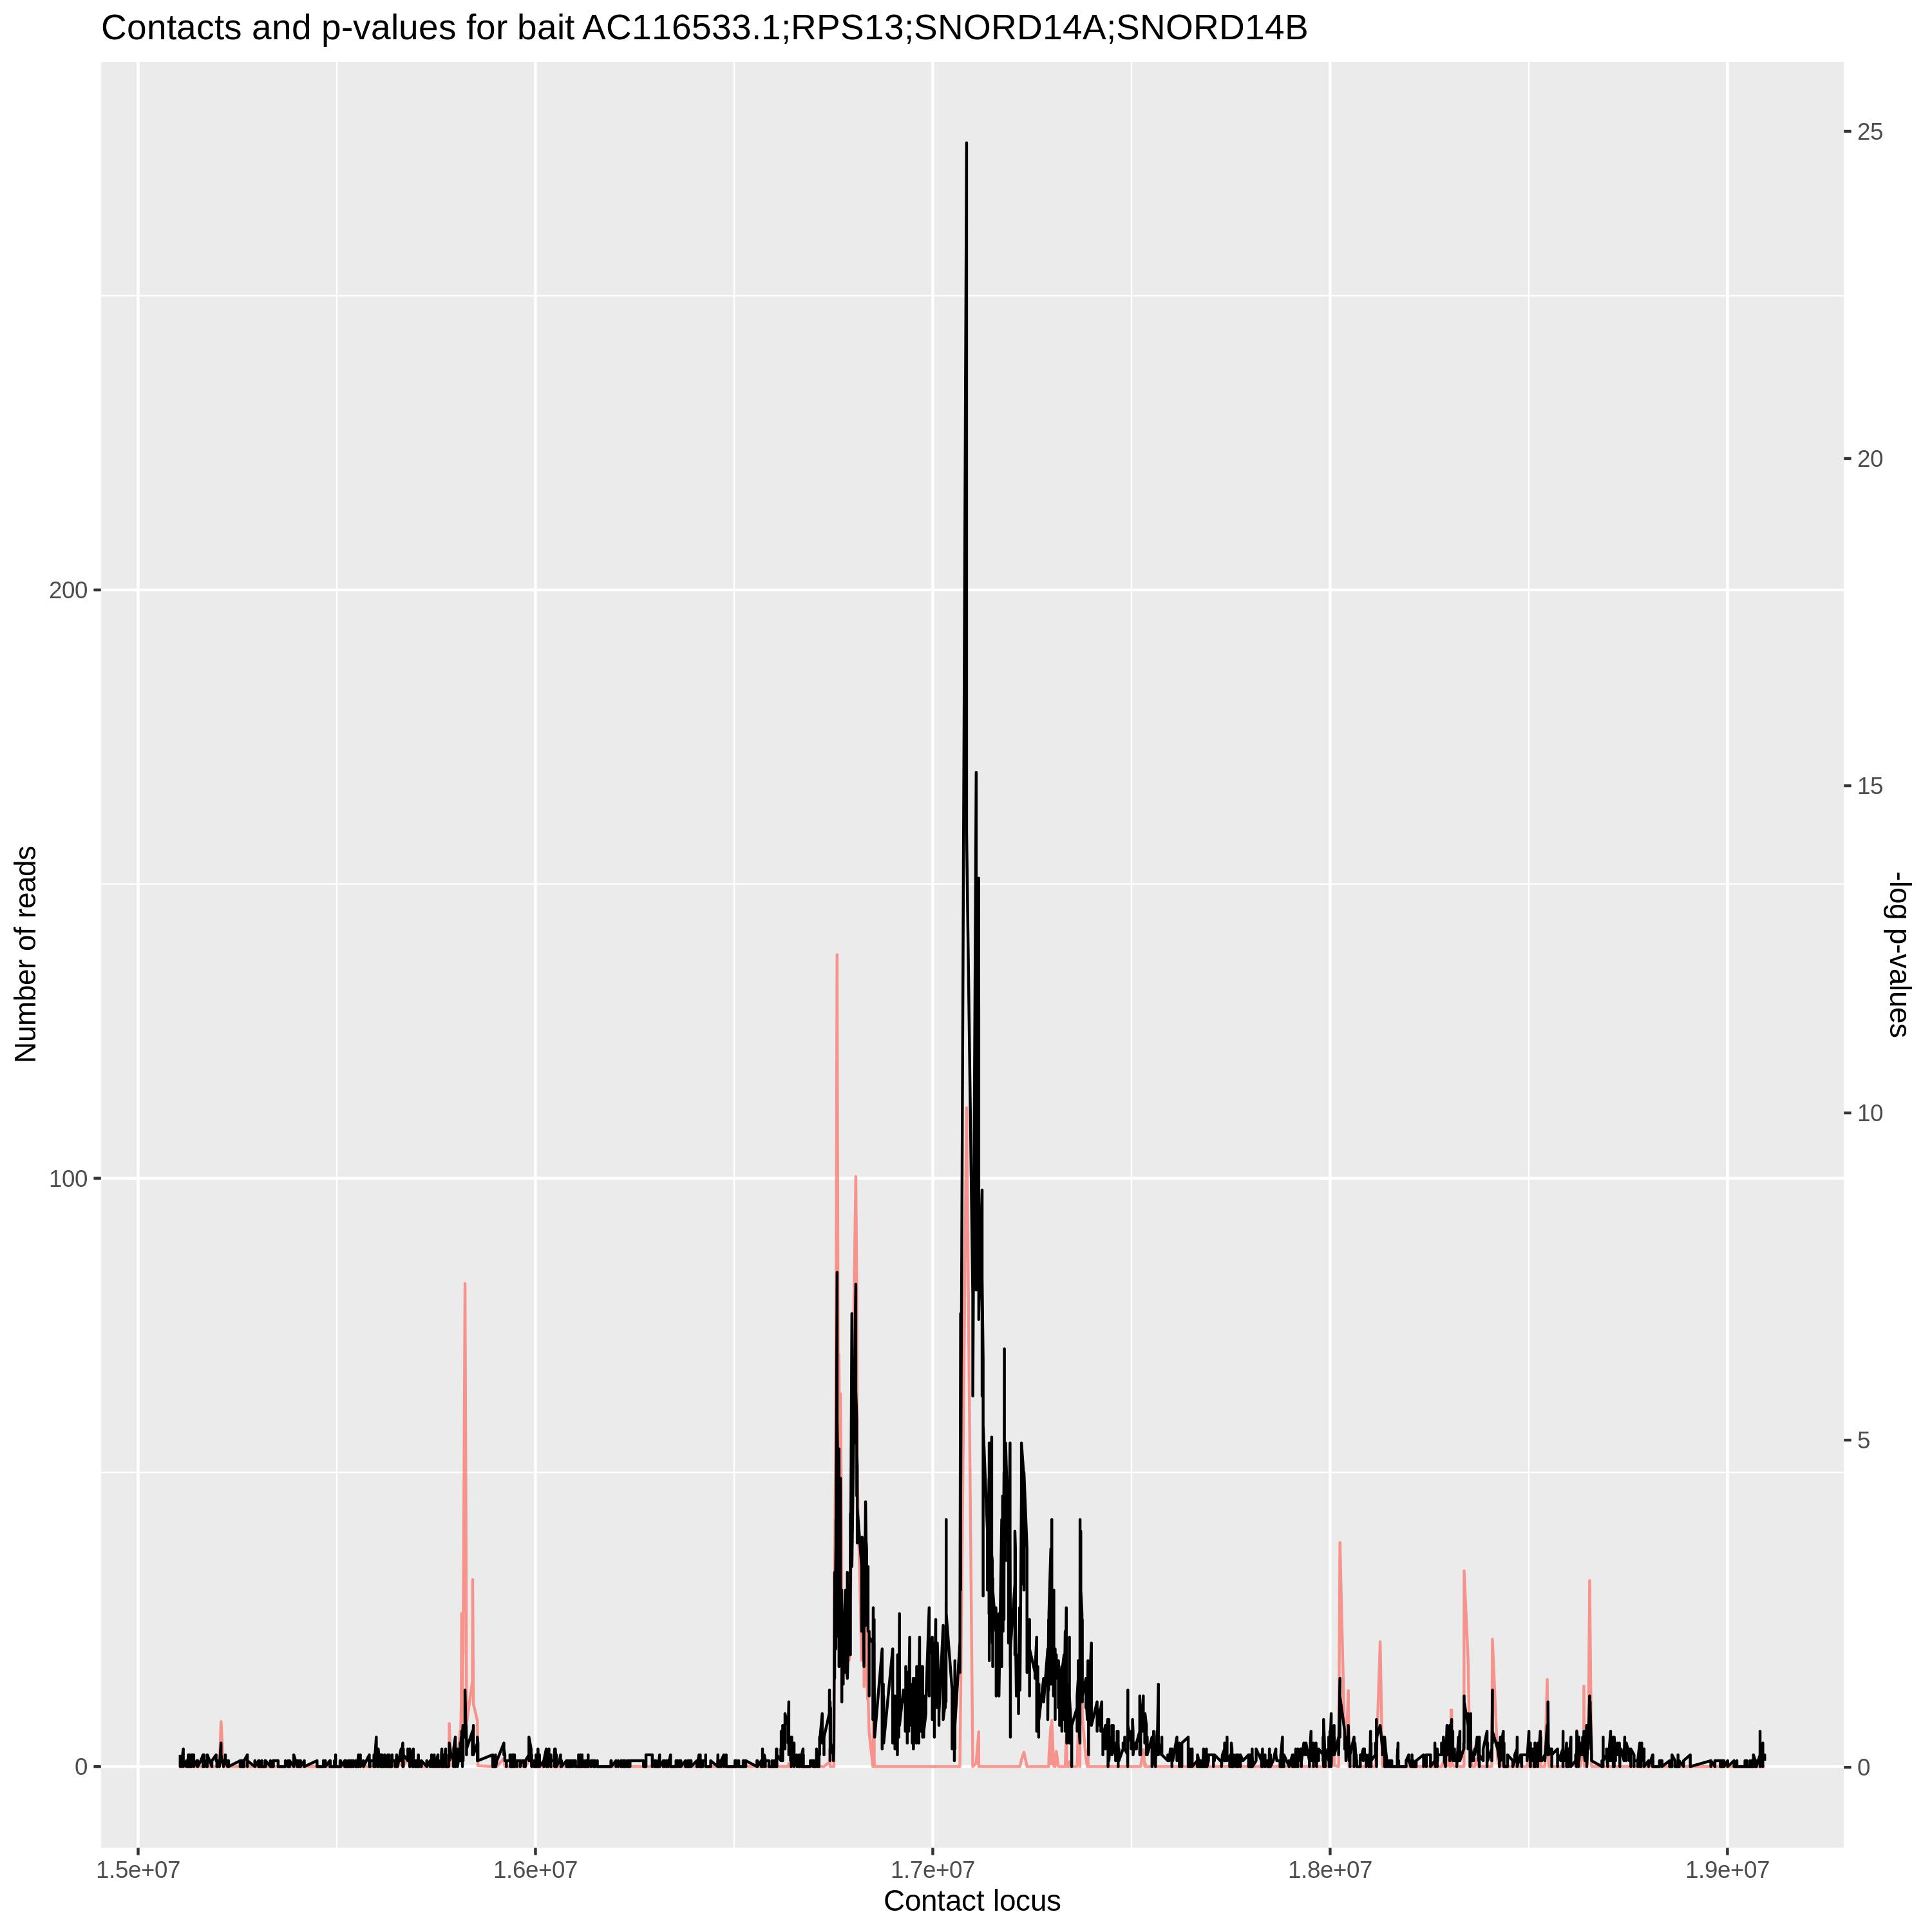 Contacts and p-values for bait AC116533.1;RPS13;SNORD14A;SNORD14B
25
20
200
15
Number of reads
-log p-values
10
100
5
0
0
1.5e+07
1.6e+07
1.7e+07
1.8e+07
1.9e+07
Contact locus